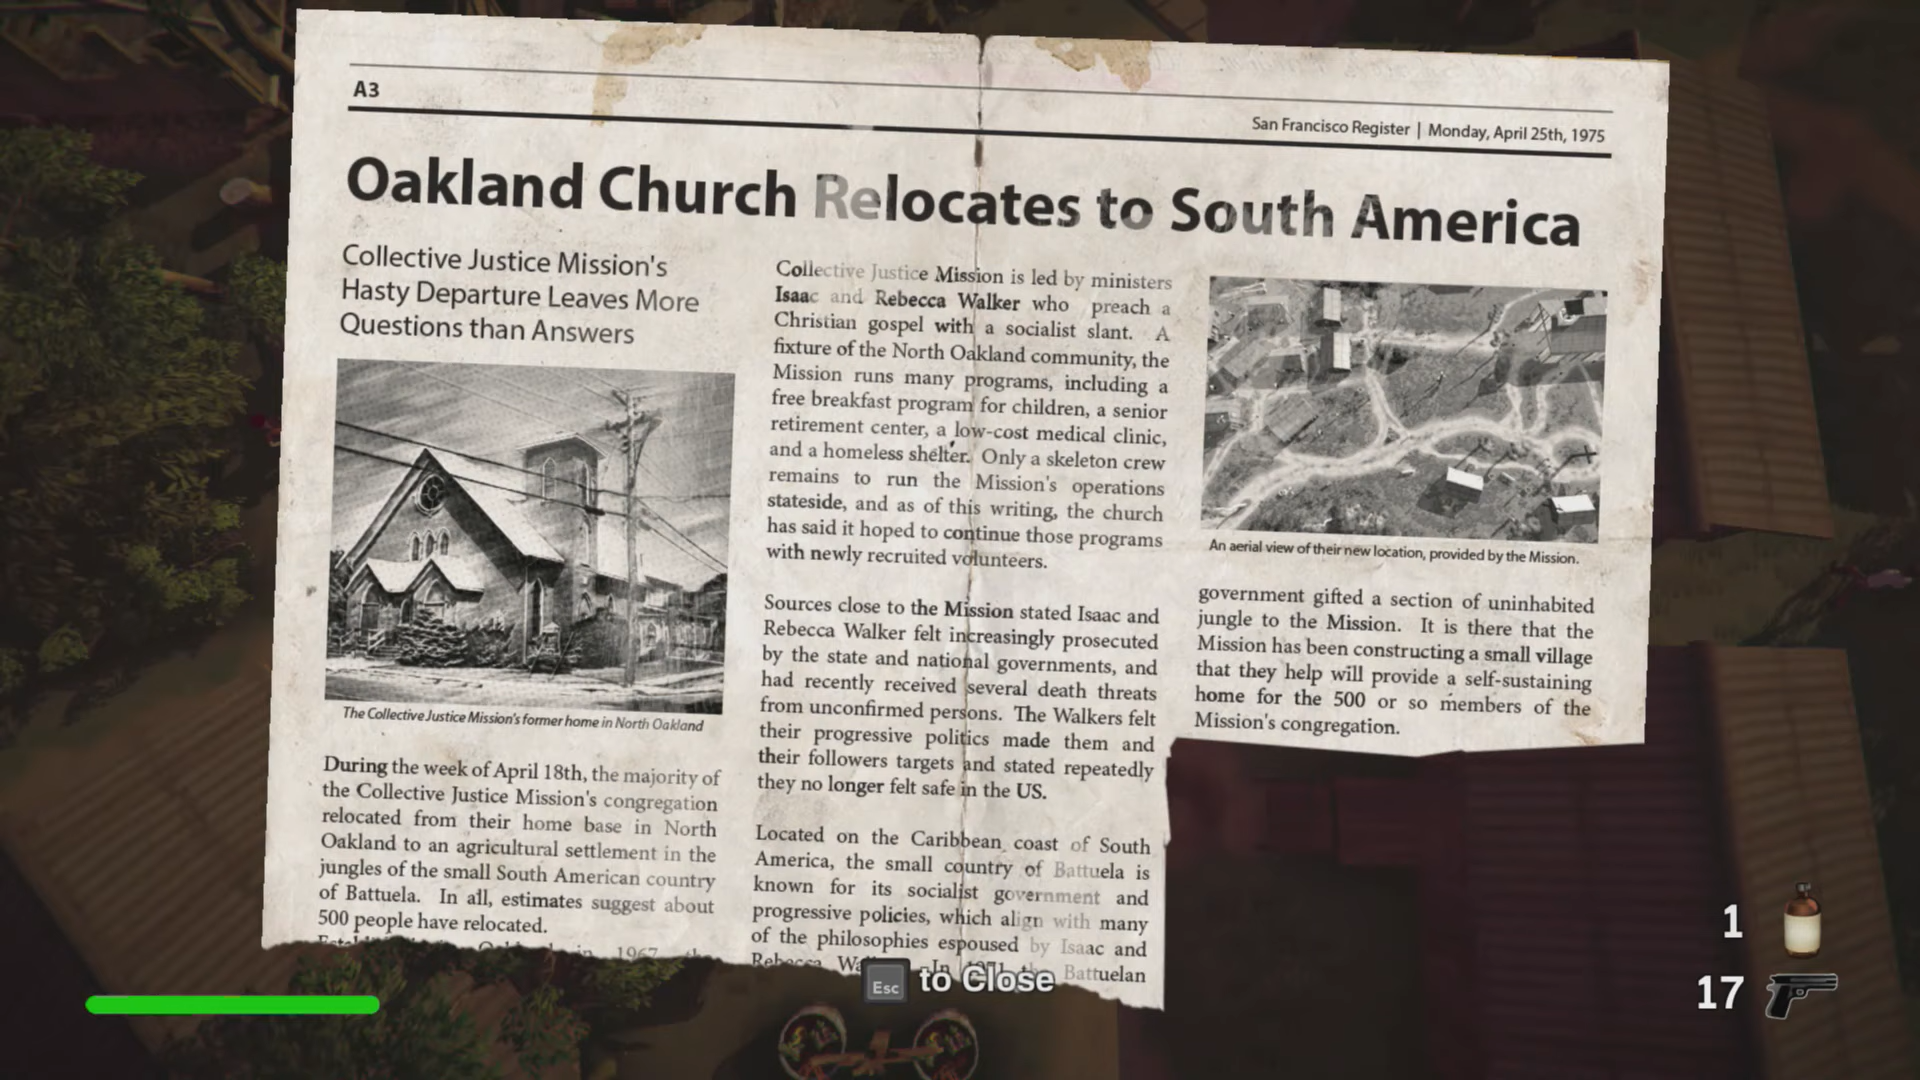 A3
San Francisco Register | Monday, April 25th, 1975
Oakland Church Relocates to South America
Collective Justice Mission's
Hasty Departure Leaves More
Questions than Answers
The Collective Justice Mission's former home in North Oakland
During the week of April 18th, the majority of
the Collective Justice Mission's congregation
relocated from their home base in North
Oakland to an agricultural settlement in the
jungles of the small South American country
of Battuela. In all, estimates suggest about
500 people have relocated.
in 1967, the
Collective Justice Mission is led by ministers
Isaac and Rebecca Walker who preach a
Christian gospel with a socialist slant. A
fixture of the North Oakland community, the
Mission runs many programs, including a
free breakfast program for children, a senior
retirement center, a low-cost medical clinic,
and a homeless shelter. Only a skeleton crew
remains to run the Mission's operations
stateside, and as of this writing, the church
has said it hoped to continue those programs
with newly recruited volunteers.
Sources close to the Mission stated Isaac and
Rebecca Walker felt increasingly prosecuted
by the state and national governments, and
had recently received several death threats
from unconfirmed persons. The Walkers felt
their progressive politics made them and
their followers targets and stated repeatedly
they no longer felt safe in the US.
Located on the Caribbean coast of South
America, the small country of Battuela is
known for its socialist government and
progressive policies, which align with many
of the philosophies espoused by Isaac and
Rebecca In Battuelan
An aerial view of their new location, provided by the Mission.
government gifted a section of uninhabited
jungle to the Mission. It is there that the
Mission has been constructing a small village
that they help will provide a self-sustaining
home for the 500 or so members of the
Mission's congregation.
Esc to Close
1
17